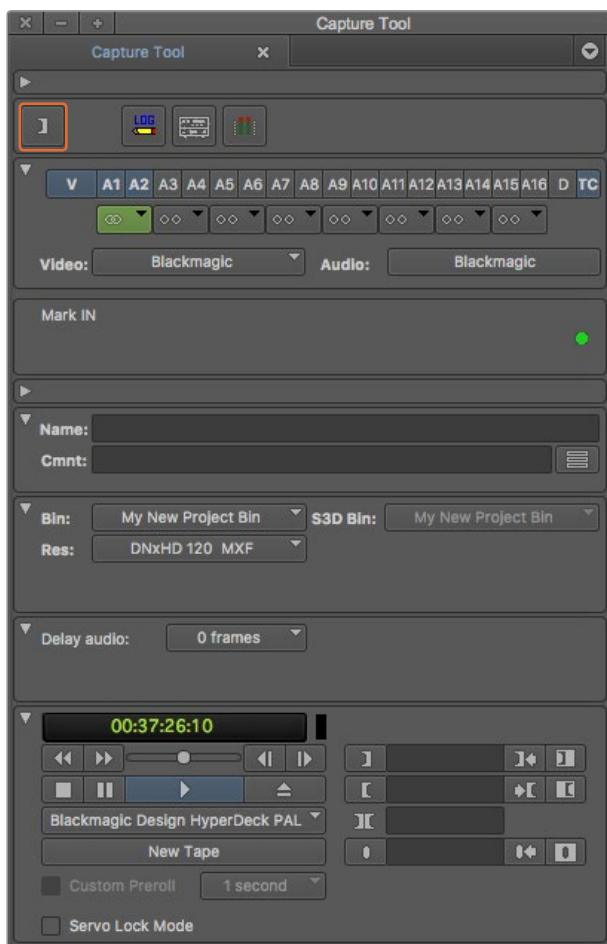 Capture Tool
Capture Tool
LOG
V A1 A2 A3 A4 A5 A6 A7 A8 A9 A10 A11 A12 A13 A14 A15 A16 D TC
Video: Blackmagic Audio: Blackmagic
Mark IN
Name:
Cmnt:
Bin: My New Project Bin S3D Bin: My New Project Bin
Res: DNxHD 120 MXF
Delay audio: 0 frames
00:37:26:10
Blackmagic Design HyperDeck PAL
New Tape
Custom Preroll 1 second
Servo Lock Mode